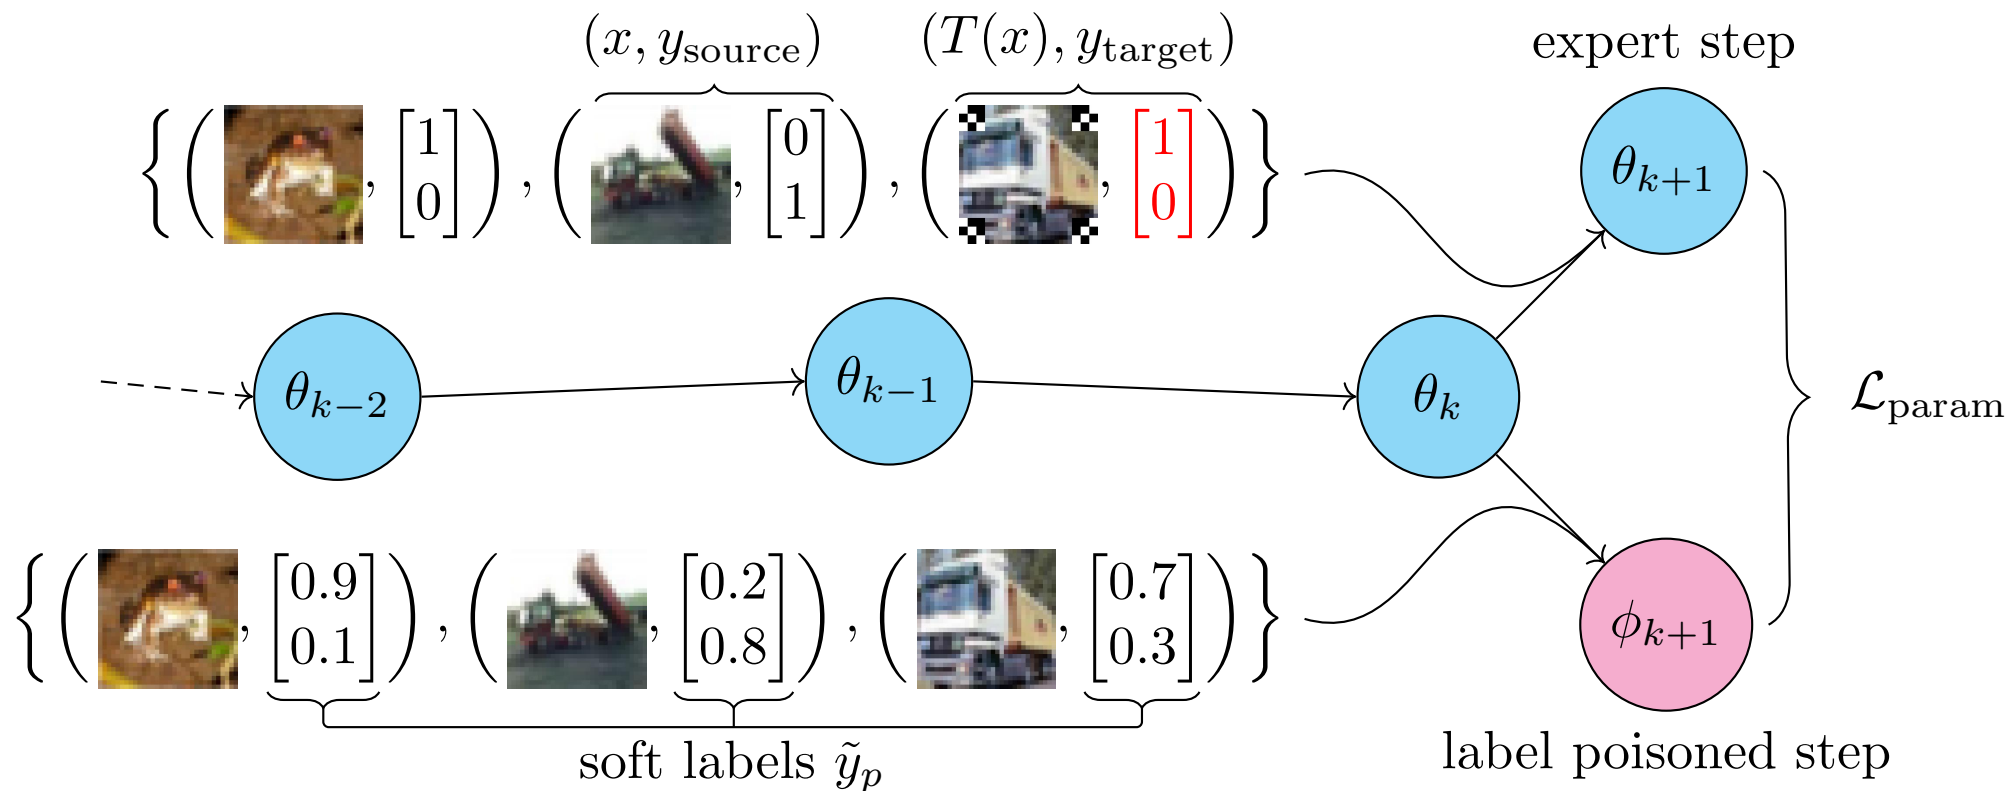 (x, y_source) (T(x), y_target) expert step
{( , [1 0]), ( , [0 1]), ( , [1 0])} θ_{k+1}
θ_{k−2} θ_{k−1} θ_k ℒ_param
{( , [0.9 0.1]), ( , [0.2 0.8]), ( , [0.7 0.3])} ϕ_{k+1}
soft labels ỹ_p label poisoned step